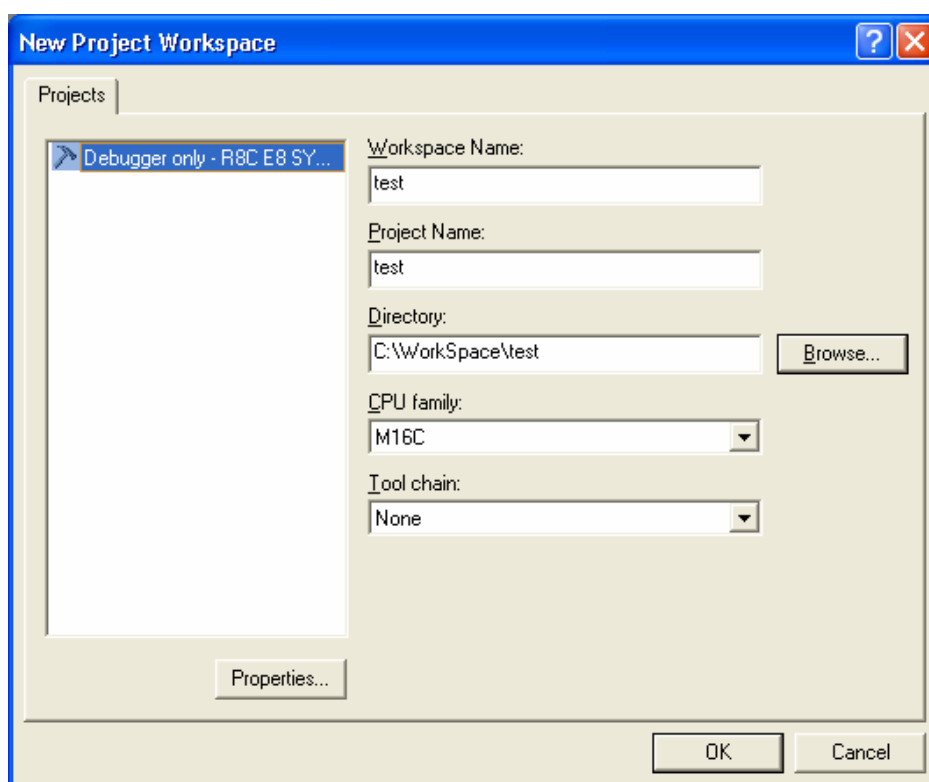 New Project Workspace
Projects
Debugger only - R8C E8 SY...
Workspace Name:
test
Project Name:
test
Directory:
C:\WorkSpace\test
Browse...
CPU family:
M16C
Tool chain:
None
Properties...
OK
Cancel